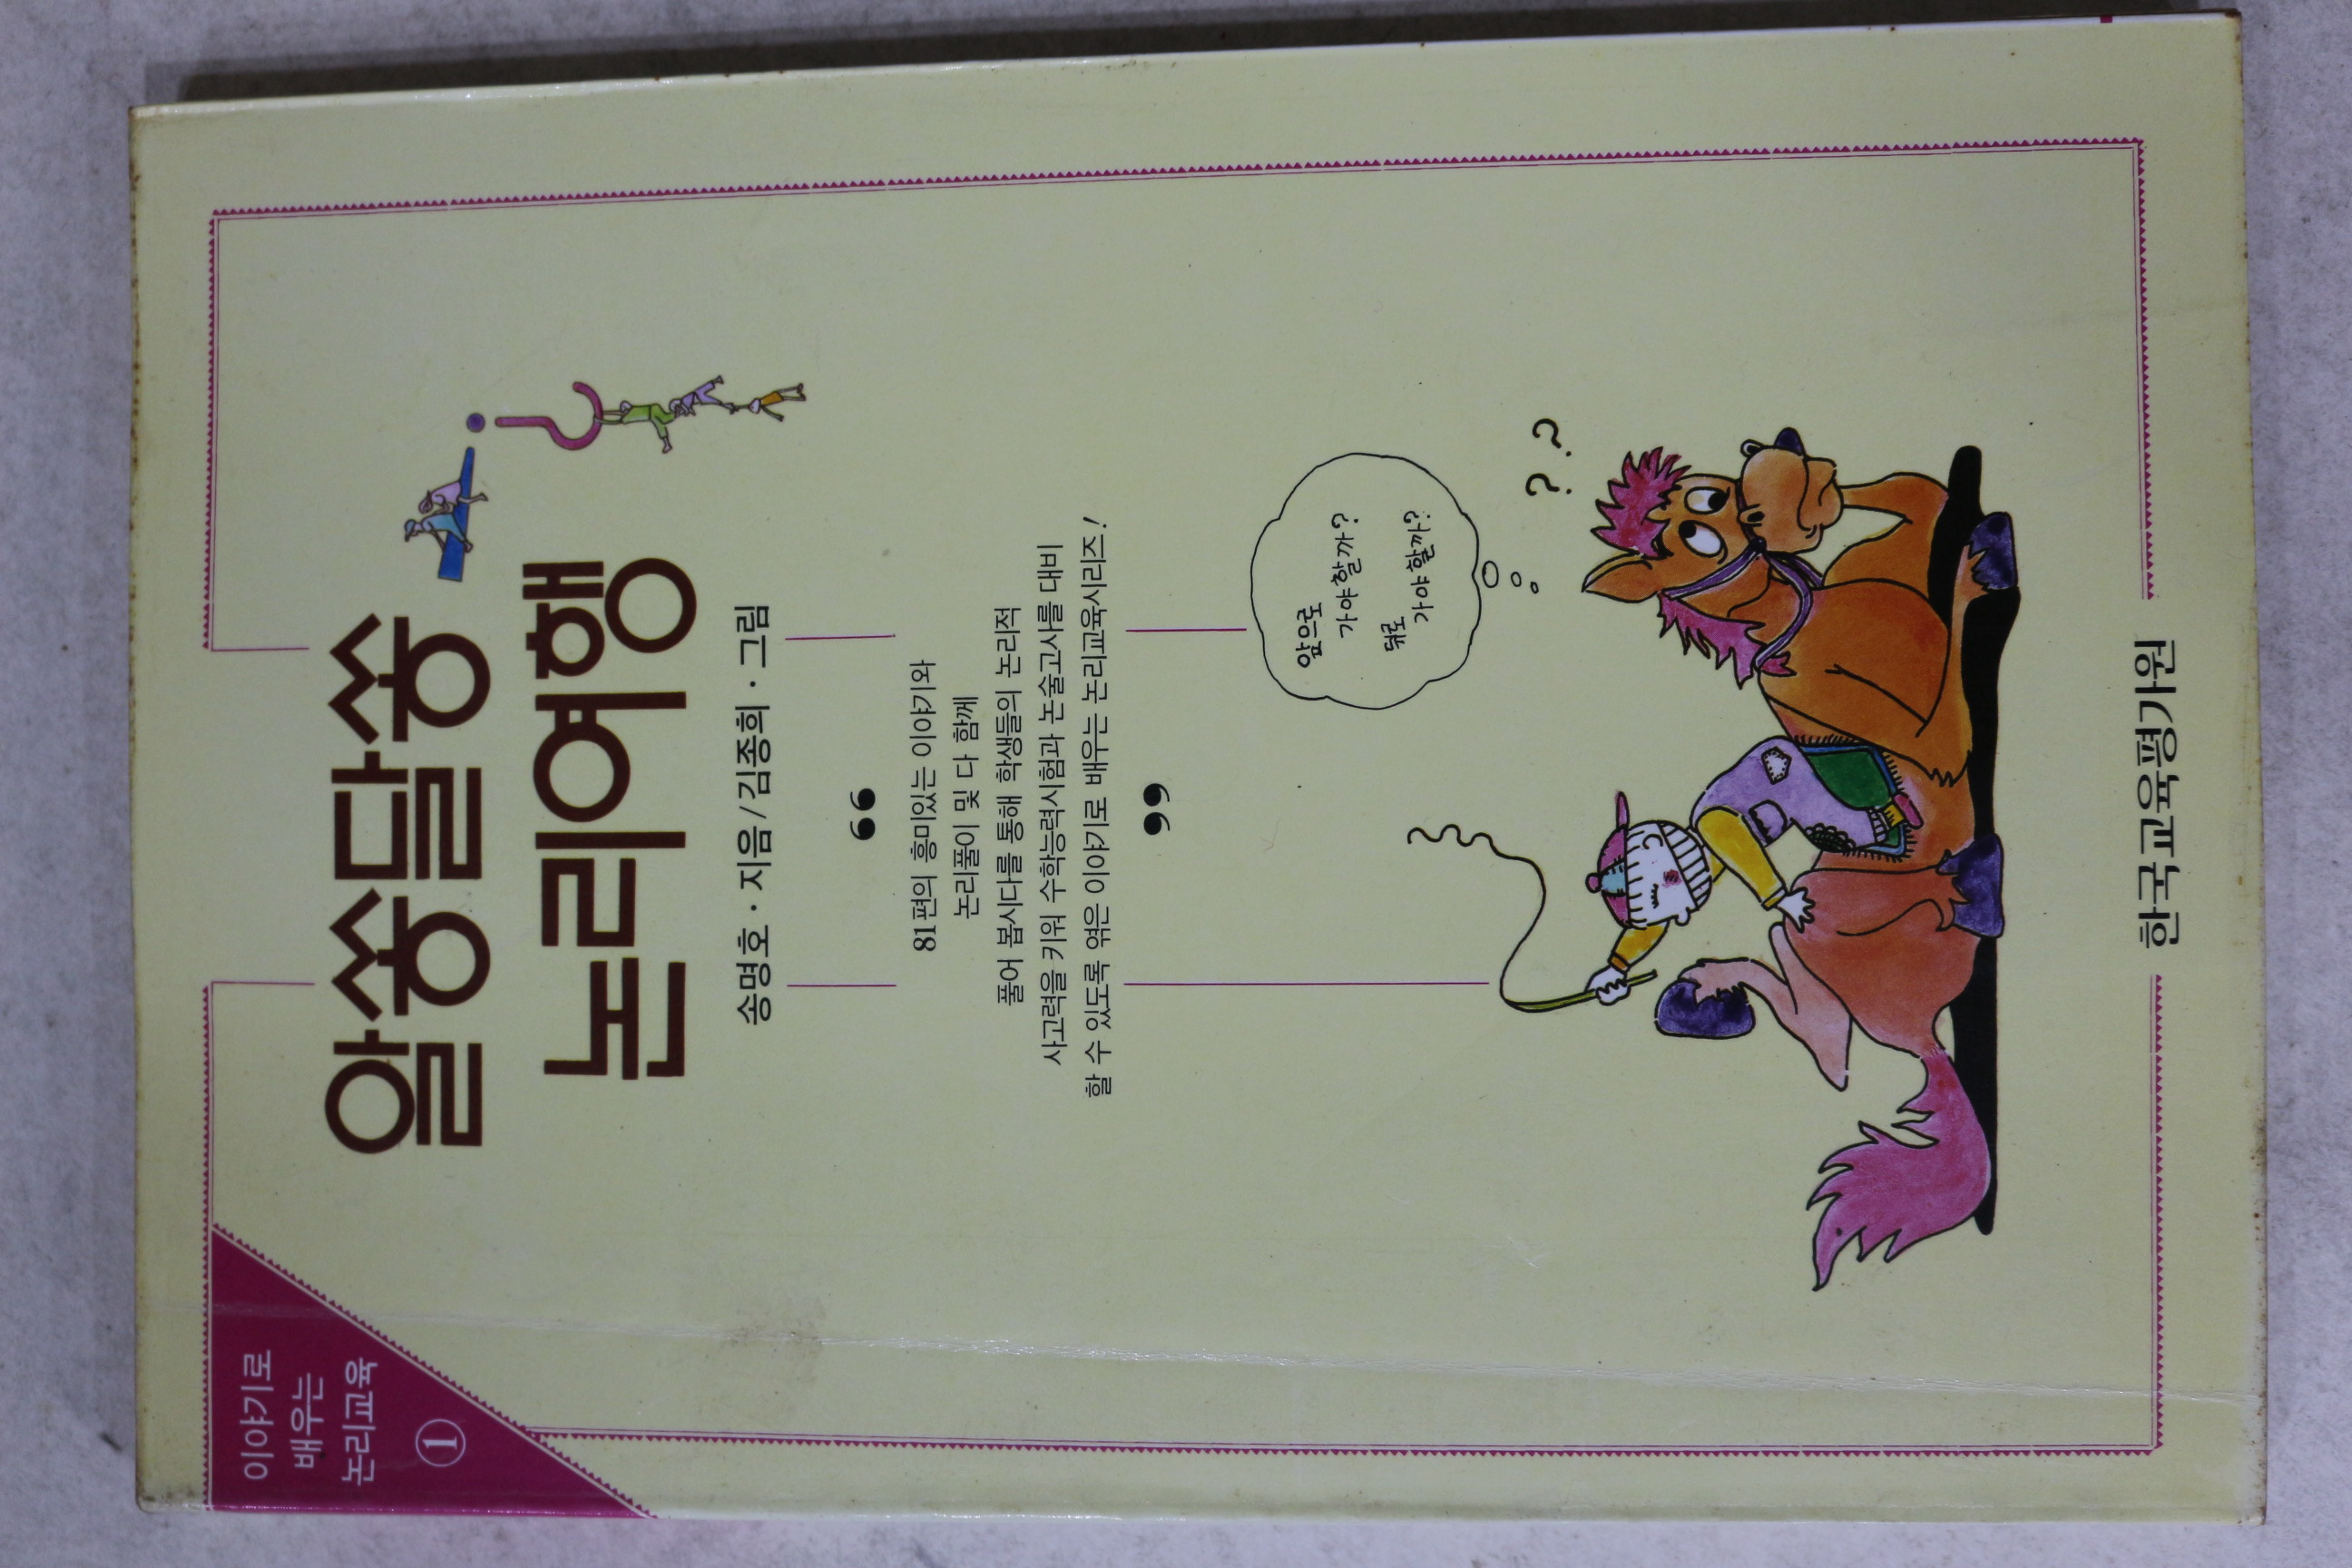 이야기로
배우는
논리교육
①
알쏭달쏭
논리여행
송명호·지음/김종희·그림
“
81편의 흥미있는 이야기와
논리풀이 및 다 함께
풀어 봅시다를 통해 학생들의 논리적
사고력을 키워 수학능력시험과 논술고사를 대비
할 수 있도록 엮은 이야기로 배우는 논리교육시리즈!
”
앞으로
가야할까?
뒤로
가야할까?
? ?
한국교육평가원